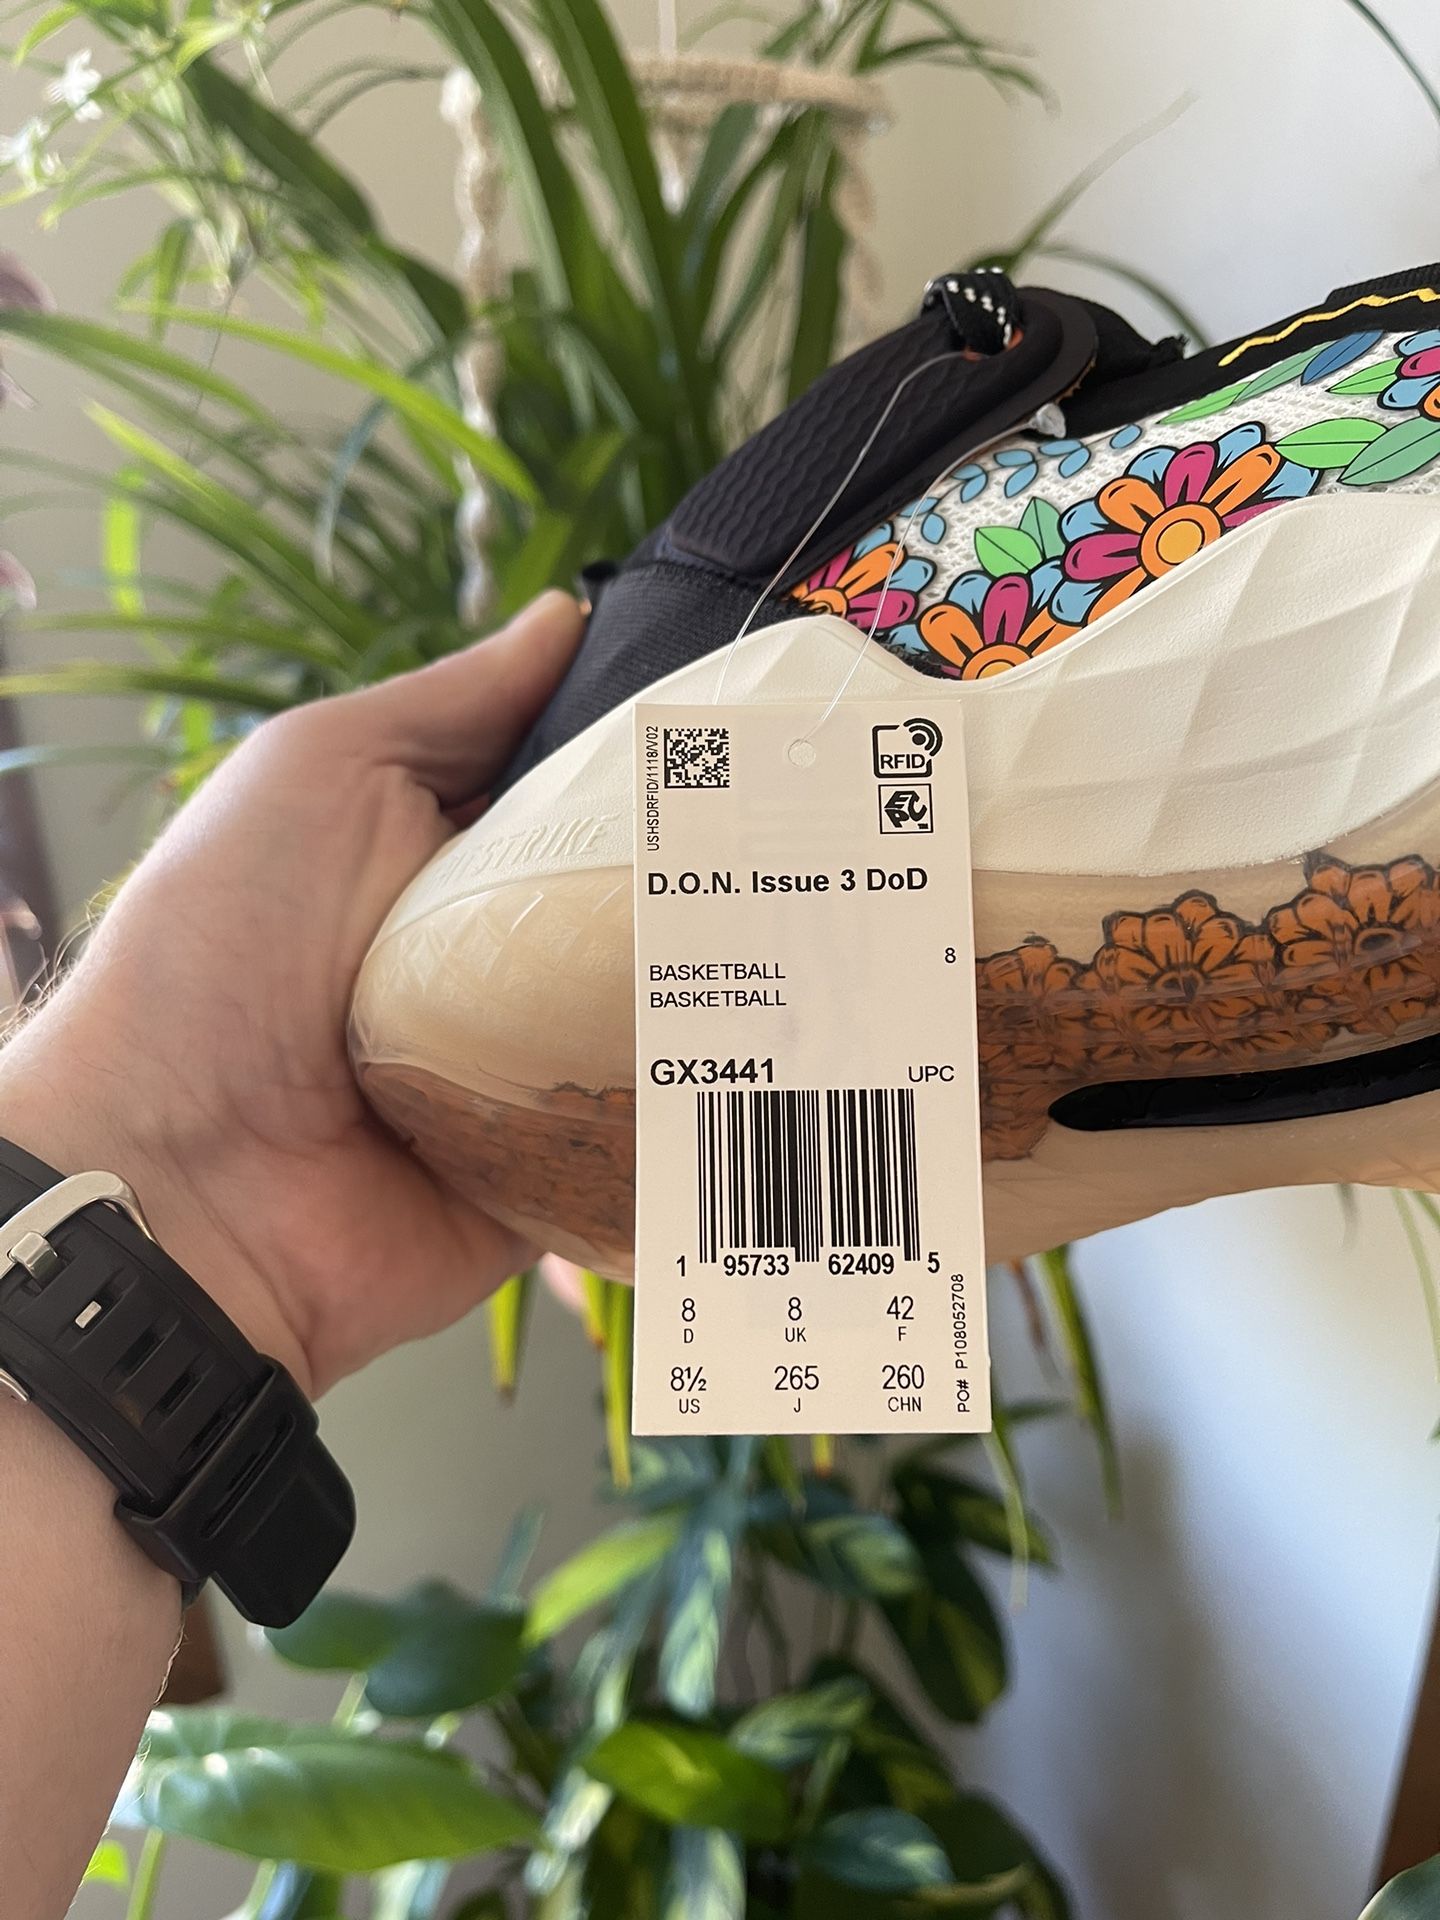 USHSDRFID/1118/V02
RFID
EPC
D.O.N. Issue 3 DoD
8
BASKETBALL
BASKETBALL
GX3441 UPC
1 95733 62409 5
8 8 42
D UK F
8½ 265 260
US J CHN
PO# P108052708
STRIKE